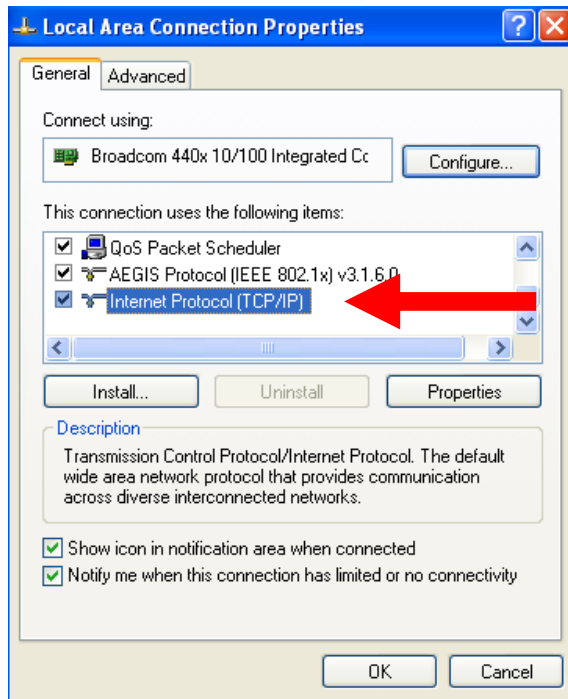 Local Area Connection Properties
General
Advanced
Connect using:
Broadcom 440x 10/100 Integrated Cc
Configure...
This connection uses the following items:
QoS Packet Scheduler
AEGIS Protocol (IEEE 802.1x) v3.1.6.0
Internet Protocol (TCP/IP)
Install...
Uninstall
Properties
Description
Transmission Control Protocol/Internet Protocol. The default
wide area network protocol that provides communication
across diverse interconnected networks.
Show icon in notification area when connected
Notify me when this connection has limited or no connectivity
OK
Cancel